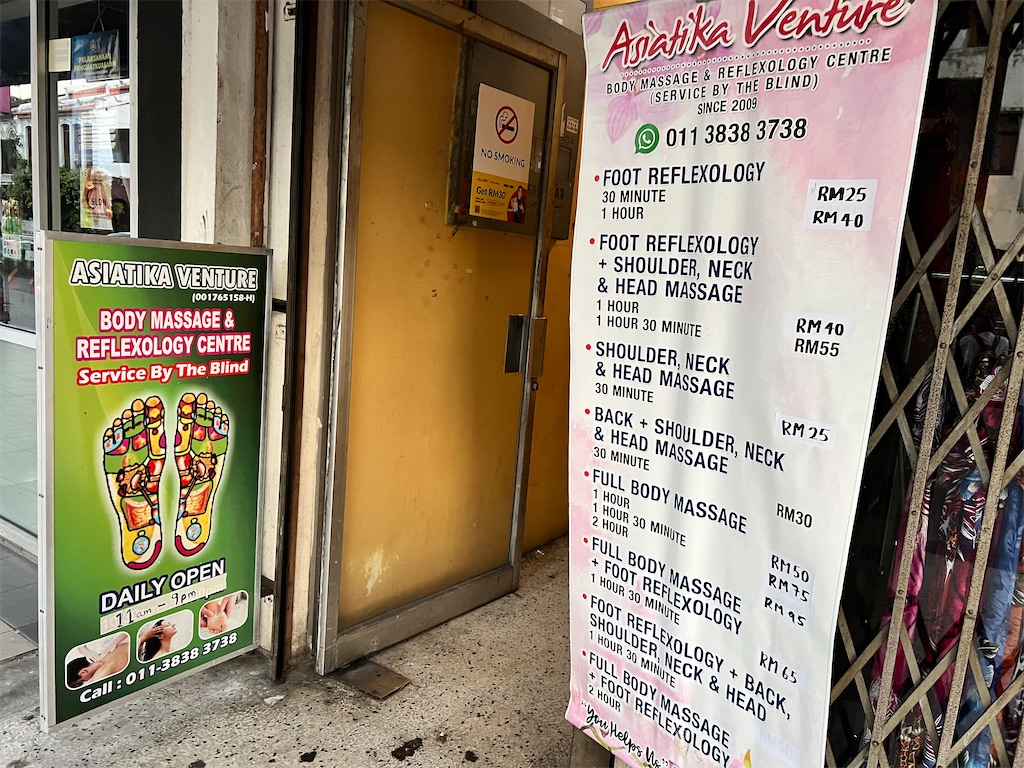 PELAKSANAAN
PENGUATKUASAAN
NO SMOKING
Get RM30
ASIATIKA VENTURE
(001765158-H)
BODY MASSAGE &
REFLEXOLOGY CENTRE
Service By The Blind
DAILY OPEN
11am - 9pm
Call : 011-3838 3738
Asiatika Venture
BODY MASSAGE & REFLEXOLOGY CENTRE
(SERVICE BY THE BLIND)
SINCE 2009
011 3838 3738
• FOOT REFLEXOLOGY
30 MINUTE RM25
1 HOUR RM40
• FOOT REFLEXOLOGY
+ SHOULDER, NECK
& HEAD MASSAGE
1 HOUR RM40
1 HOUR 30 MINUTE RM55
• SHOULDER, NECK
& HEAD MASSAGE
30 MINUTE RM25
• BACK + SHOULDER, NECK
& HEAD MASSAGE
30 MINUTE RM30
• FULL BODY MASSAGE
1 HOUR RM50
1 HOUR 30 MINUTE RM75
2 HOUR RM95
• FULL BODY MASSAGE
+ FOOT REFLEXOLOGY
1 HOUR 30 MINUTE RM65
• FOOT REFLEXOLOGY + BACK,
SHOULDER, NECK & HEAD
1 HOUR 30 MINUTE
• FULL BODY MASSAGE
+ FOOT REFLEXOLOGY
2 HOUR
"You Helps